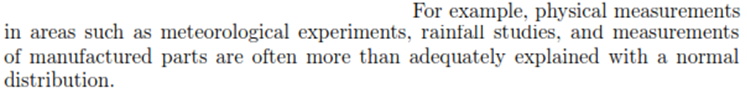 For example, physical measurements
in areas such as meteorological experiments, rainfall studies, and measurements
of manufactured parts are often more than adequately explained with a normal
distribution.